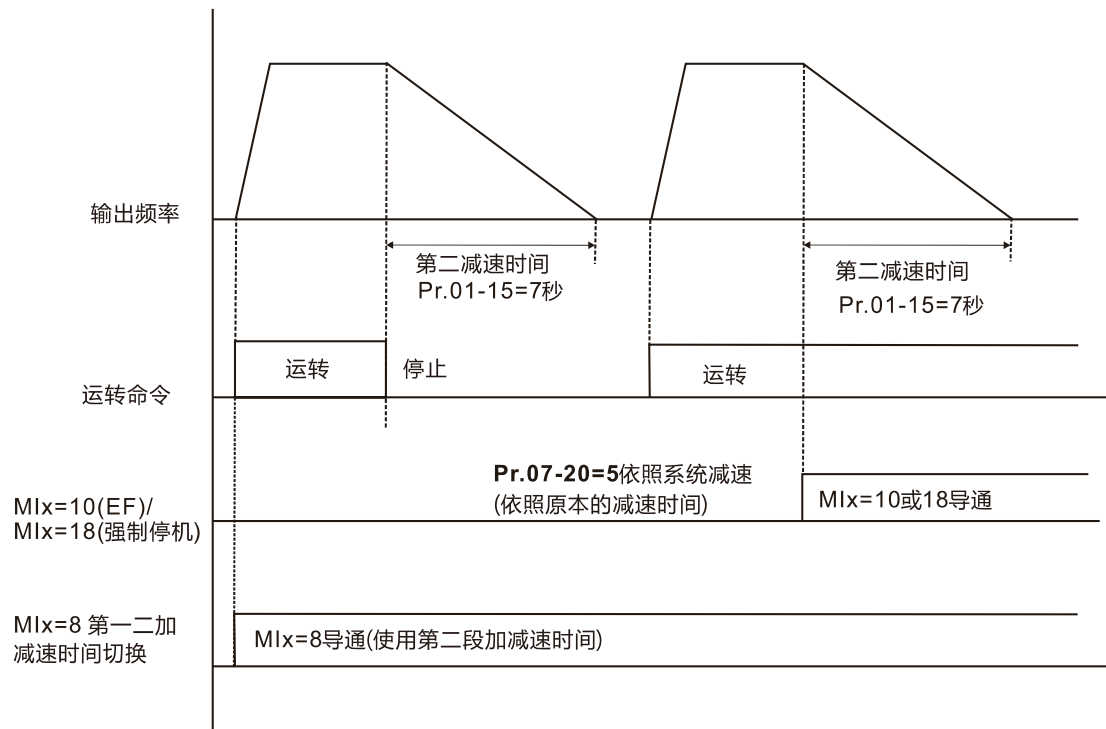 输出频率
第二减速时间
Pr.01-15=7秒
第二减速时间
Pr.01-15=7秒
运转
停止
运转
运转命令
Pr.07-20=5依照系统减速
(依照原本的减速时间)
MIx=10(EF)/
MIx=18(强制停机)
MIx=10或18导通
MIx=8 第一二加
减速时间切换
MIx=8导通(使用第二段加减速时间)